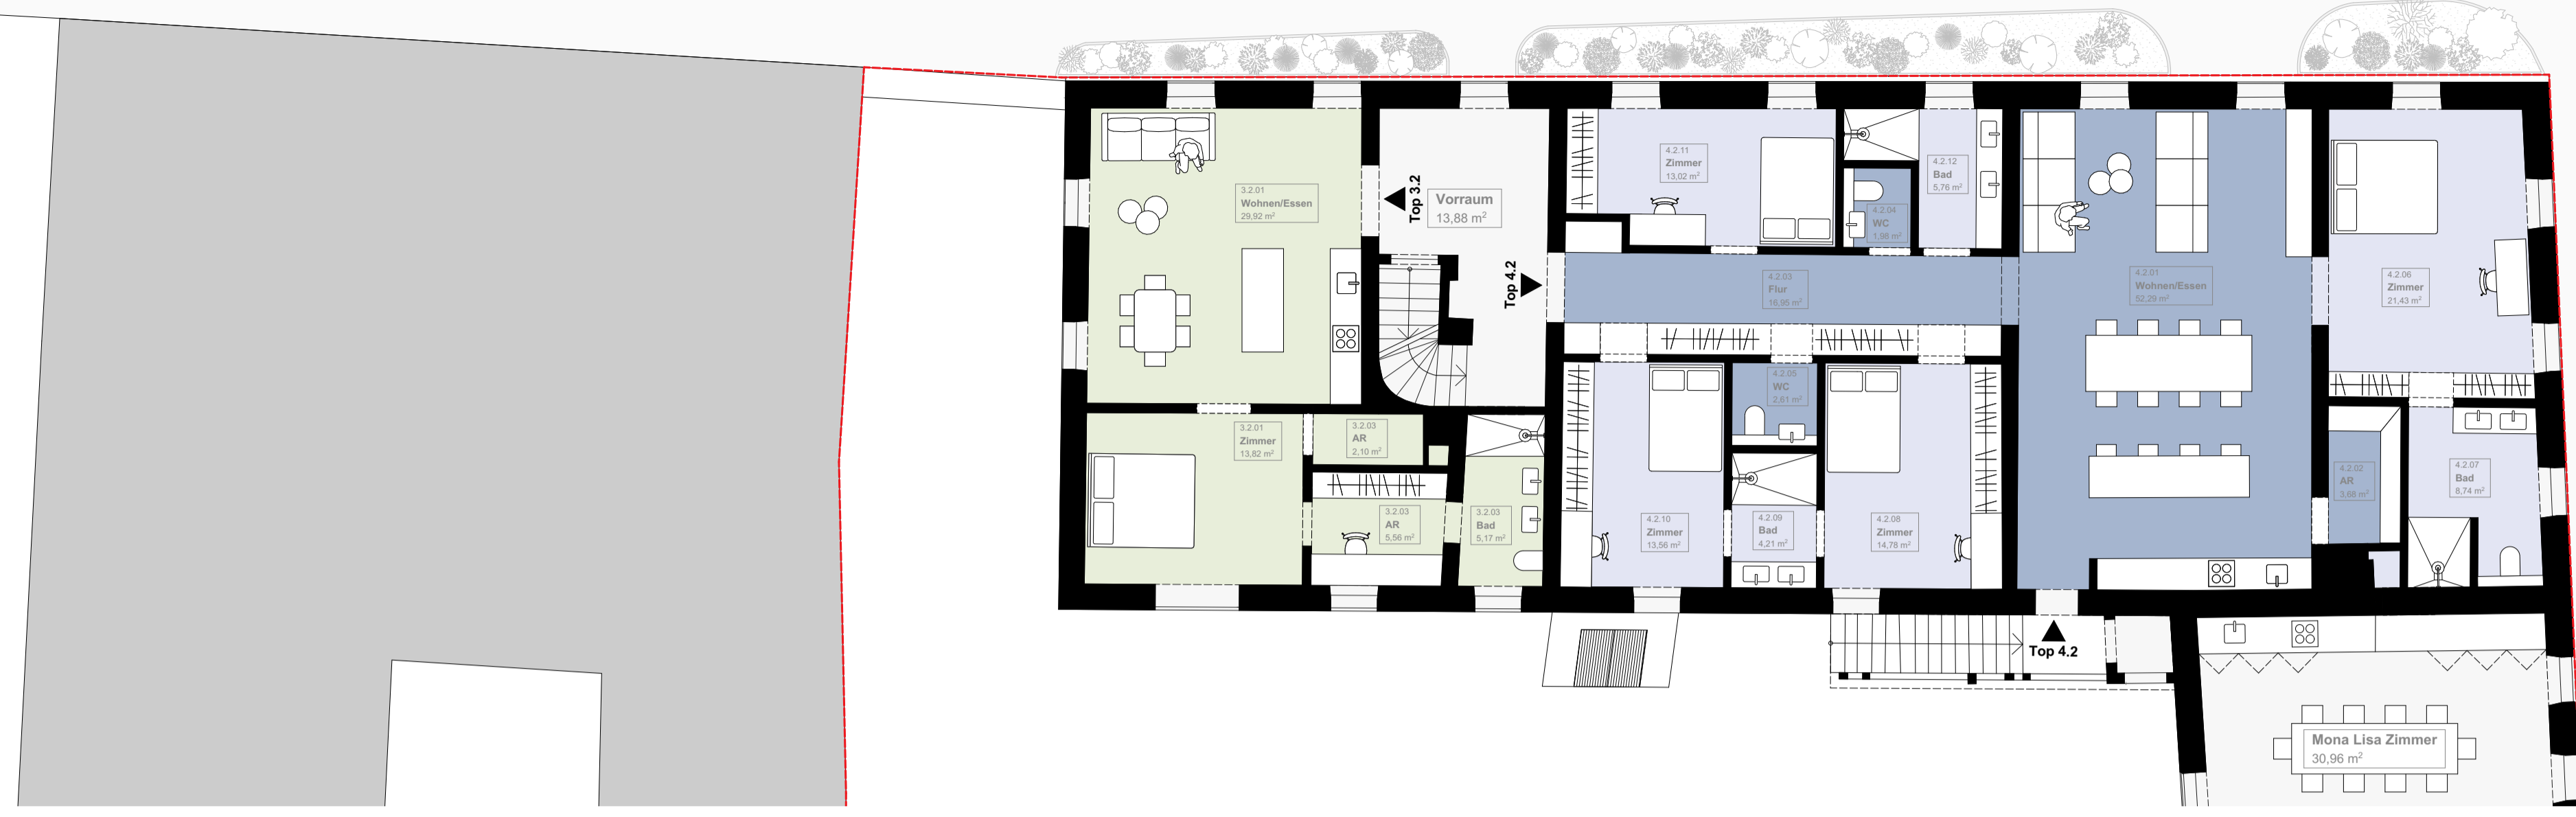 3.2.01
Wohnen/Essen
29,92 m²
Top 3.2
Vorraum
13,88 m²
Top 4.2
4.2.11
Zimmer
13,02 m²
4.2.04
WC
1,98 m²
4.2.12
Bad
5,76 m²
4.2.03
Flur
16,95 m²
4.2.01
Wohnen/Essen
52,29 m²
4.2.06
Zimmer
21,43 m²
3.2.01
Zimmer
13,82 m²
3.2.03
AR
2,10 m²
3.2.03
AR
5,56 m²
3.2.03
Bad
5,17 m²
4.2.10
Zimmer
13,56 m²
4.2.05
WC
2,61 m²
4.2.09
Bad
4,21 m²
4.2.08
Zimmer
14,78 m²
4.2.02
AR
3,68 m²
4.2.07
Bad
8,74 m²
Top 4.2
Mona Lisa Zimmer
30,96 m²